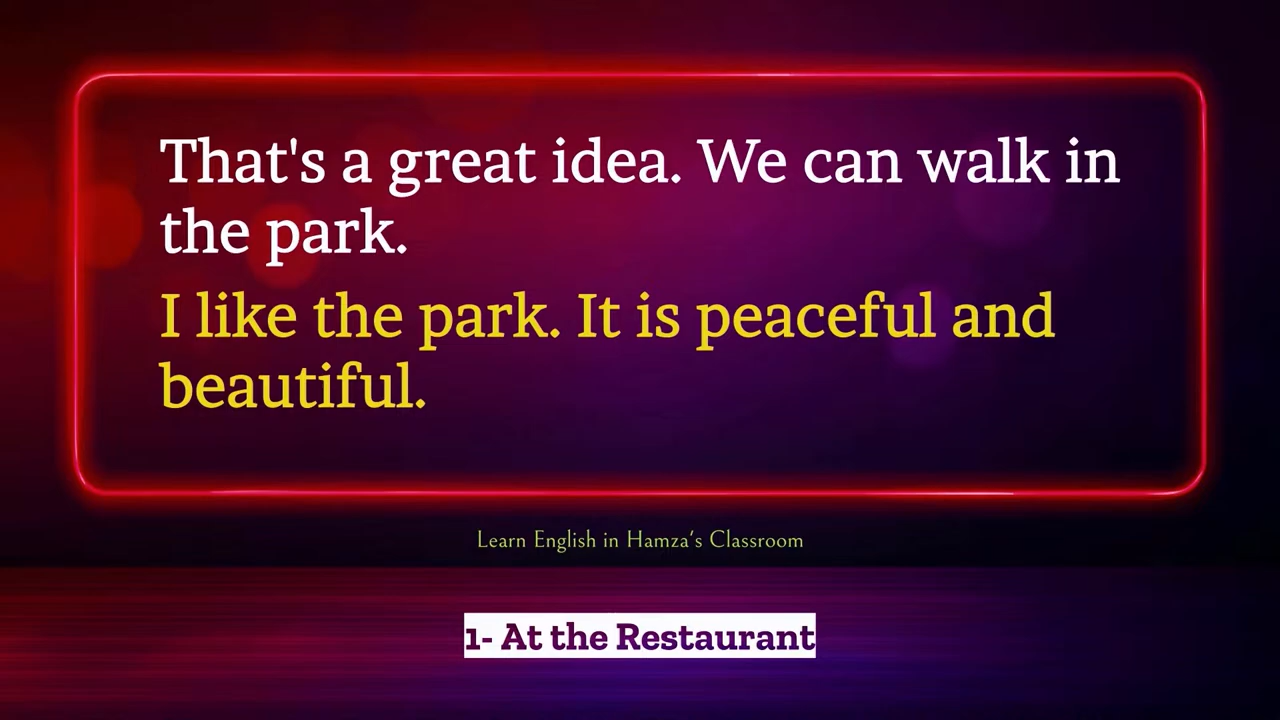 That's a great idea. We can walk in
the park.
I like the park. It is peaceful and
beautiful.
Learn English in Hamza's Classroom
1- At the Restaurant